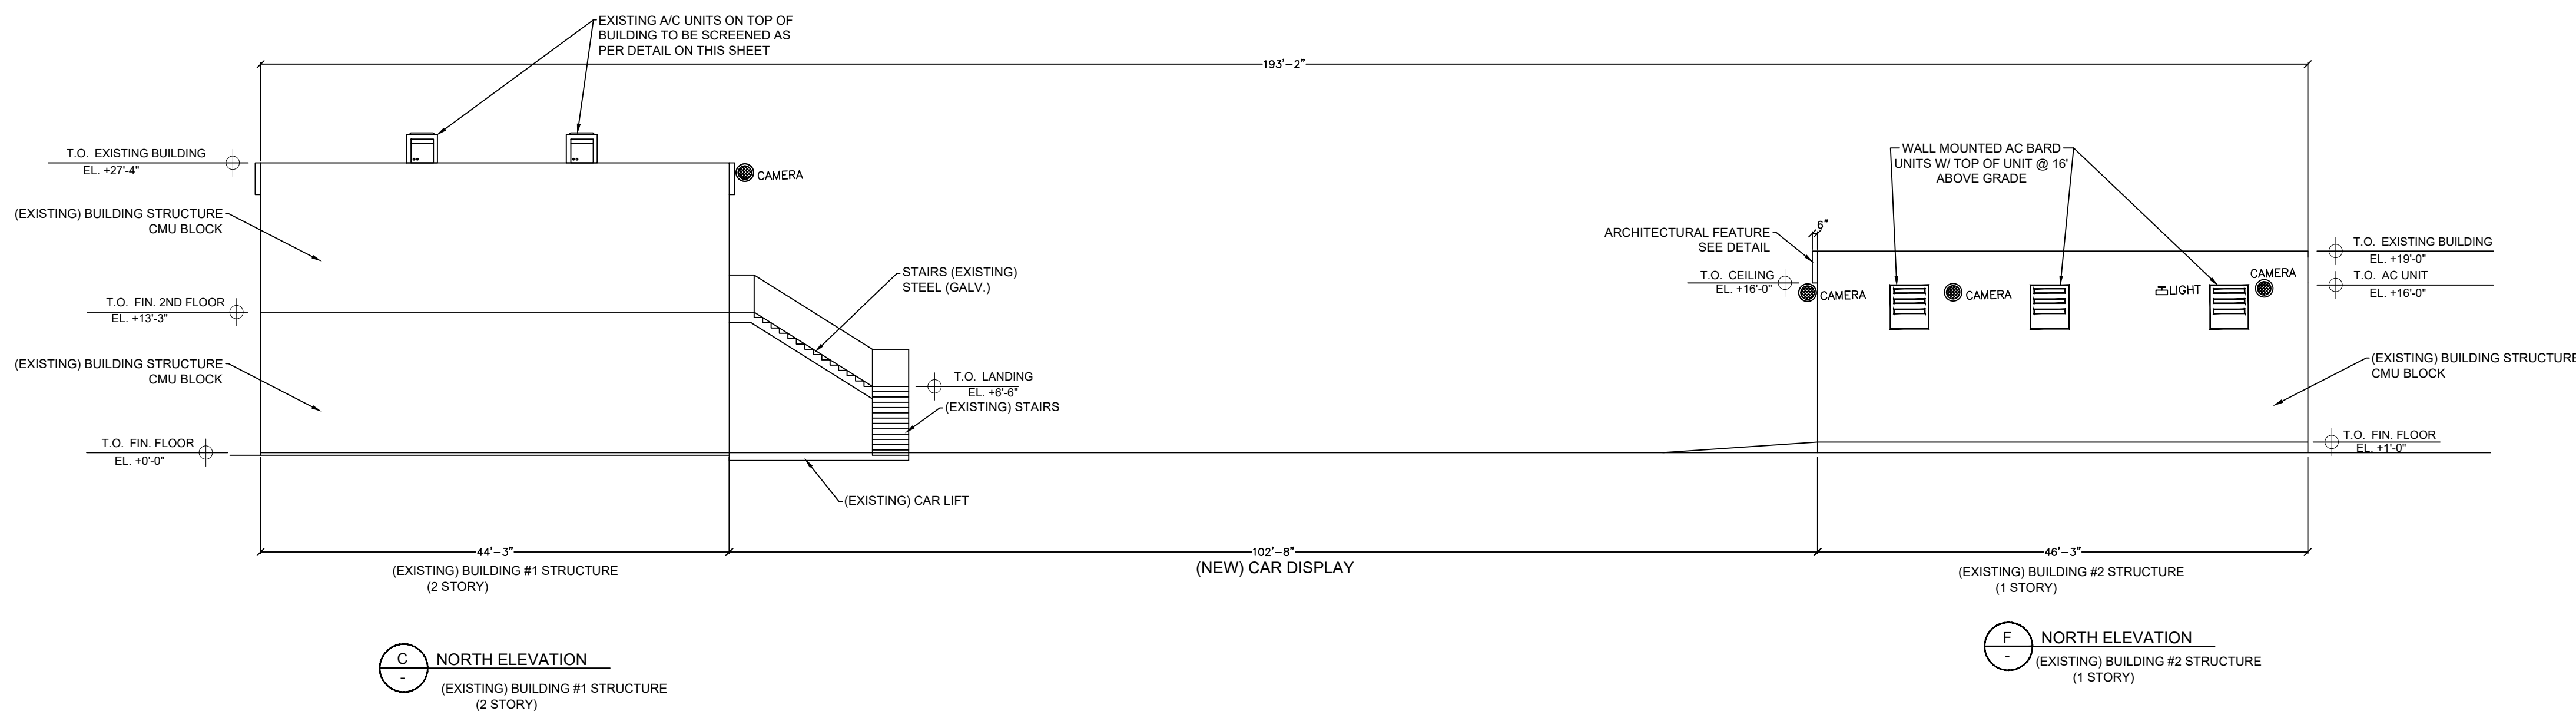 EXISTING A/C UNITS ON TOP OF
BUILDING TO BE SCREENED AS
PER DETAIL ON THIS SHEET
193'-2"
T.O. EXISTING BUILDING
EL. +27'-4"
CAMERA
(EXISTING) BUILDING STRUCTURE
CMU BLOCK
STAIRS (EXISTING)
STEEL (GALV.)
T.O. FIN. 2ND FLOOR
EL. +13'-3"
(EXISTING) BUILDING STRUCTURE
CMU BLOCK
T.O. LANDING
EL. +6'-6"
(EXISTING) STAIRS
T.O. FIN. FLOOR
EL. +0'-0"
(EXISTING) CAR LIFT
WALL MOUNTED AC BARD
UNITS W/ TOP OF UNIT @ 16'
ABOVE GRADE
6"
ARCHITECTURAL FEATURE
SEE DETAIL
T.O. CEILING
EL. +16'-0"
CAMERA
CAMERA
LIGHT
CAMERA
T.O. EXISTING BUILDING
EL. +19'-0"
T.O. AC UNIT
EL. +16'-0"
(EXISTING) BUILDING STRUCTURE
CMU BLOCK
T.O. FIN. FLOOR
EL. +1'-0"
44'-3"
102'-8"
46'-3"
(EXISTING) BUILDING #1 STRUCTURE
(2 STORY)
(NEW) CAR DISPLAY
(EXISTING) BUILDING #2 STRUCTURE
(1 STORY)
C
-
NORTH ELEVATION
(EXISTING) BUILDING #1 STRUCTURE
(2 STORY)
F
-
NORTH ELEVATION
(EXISTING) BUILDING #2 STRUCTURE
(1 STORY)